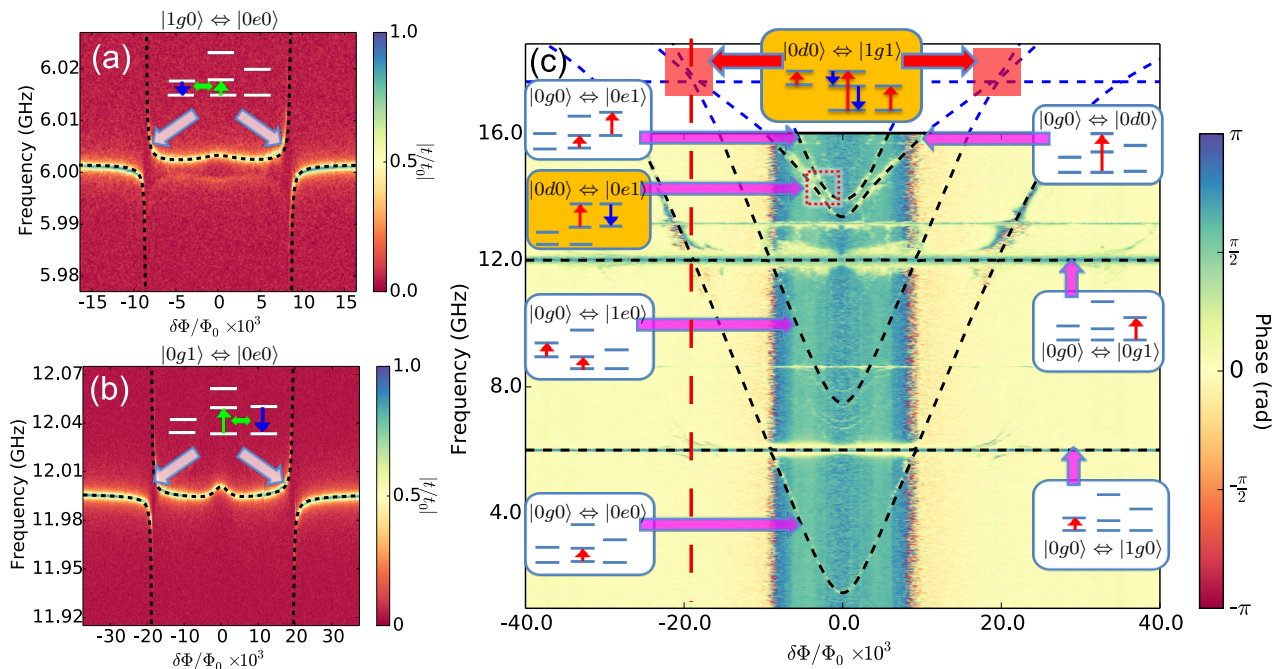 |1g0⟩ ⇔ |0e0⟩
(a)
1.0
0.5
0.0
|t/t₀|
6.02
6.01
6.00
5.99
5.98
Frequency (GHz)
-15 -10 -5 0 5 10 15
δΦ/Φ₀ ×10³
|0g1⟩ ⇔ |0e0⟩
(b)
1.0
0.5
0
|t/t₀|
12.07
12.04
12.01
11.98
11.95
11.92
Frequency (GHz)
-30 -20 -10 0 10 20 30
δΦ/Φ₀ ×10³
(c)
|0d0⟩ ⇔ |1g1⟩
|0g0⟩ ⇔ |0e1⟩
|0g0⟩ ⇔ |0d0⟩
|0d0⟩ ⇔ |0e1⟩
|0g0⟩ ⇔ |1e0⟩
|0g0⟩ ⇔ |0g1⟩
|0g0⟩ ⇔ |0e0⟩
|0g0⟩ ⇔ |1g0⟩
16.0
12.0
8.0
4.0
Frequency (GHz)
-40.0 -20.0 0.0 20.0 40.0
δΦ/Φ₀ ×10³
π
π/2
0
-π/2
-π
Phase (rad)